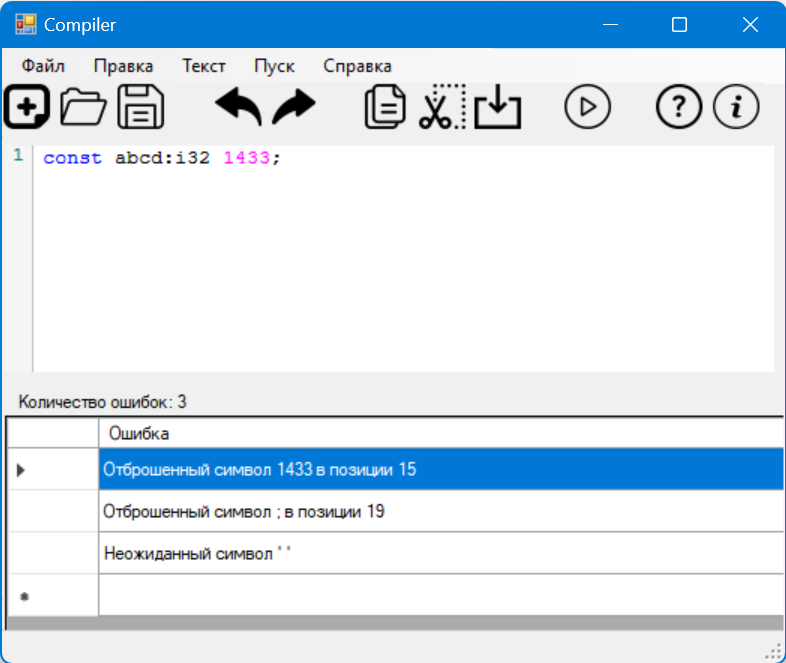 Compiler
Файл Правка Текст Пуск Справка
1 const abcd:i32 1433;
Количество ошибок: 3
Ошибка
Отброшенный символ 1433 в позиции 15
Отброшенный символ ; в позиции 19
Неожиданный символ ' '